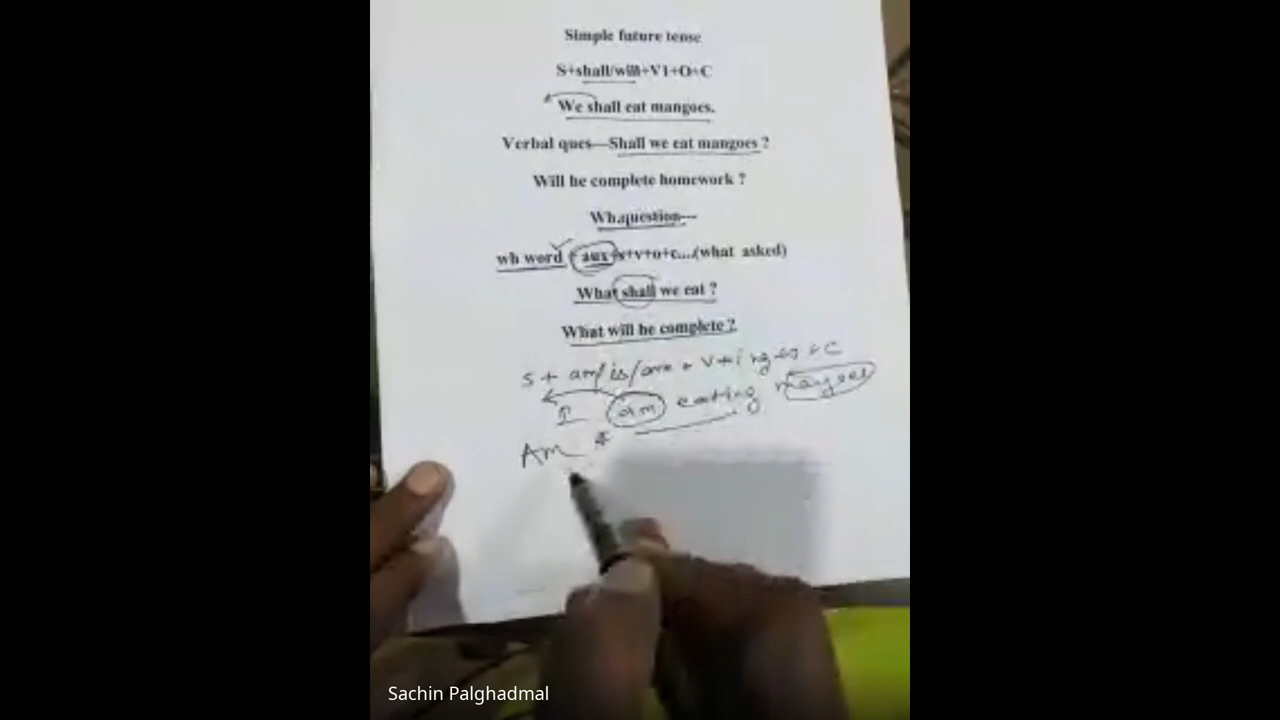 Simple future tense
S+shall/will+V1+O+C
We shall eat mangoes.
Verbal ques—Shall we eat mangoes ?
Will he complete homework ?
Wh.question---
wh word + aux+s+v+o+c....(what asked)
What shall we eat ?
What will he complete ?
S + am/is/are + V+ing + C
I am eating mangoes
Am
Sachin Palghadmal